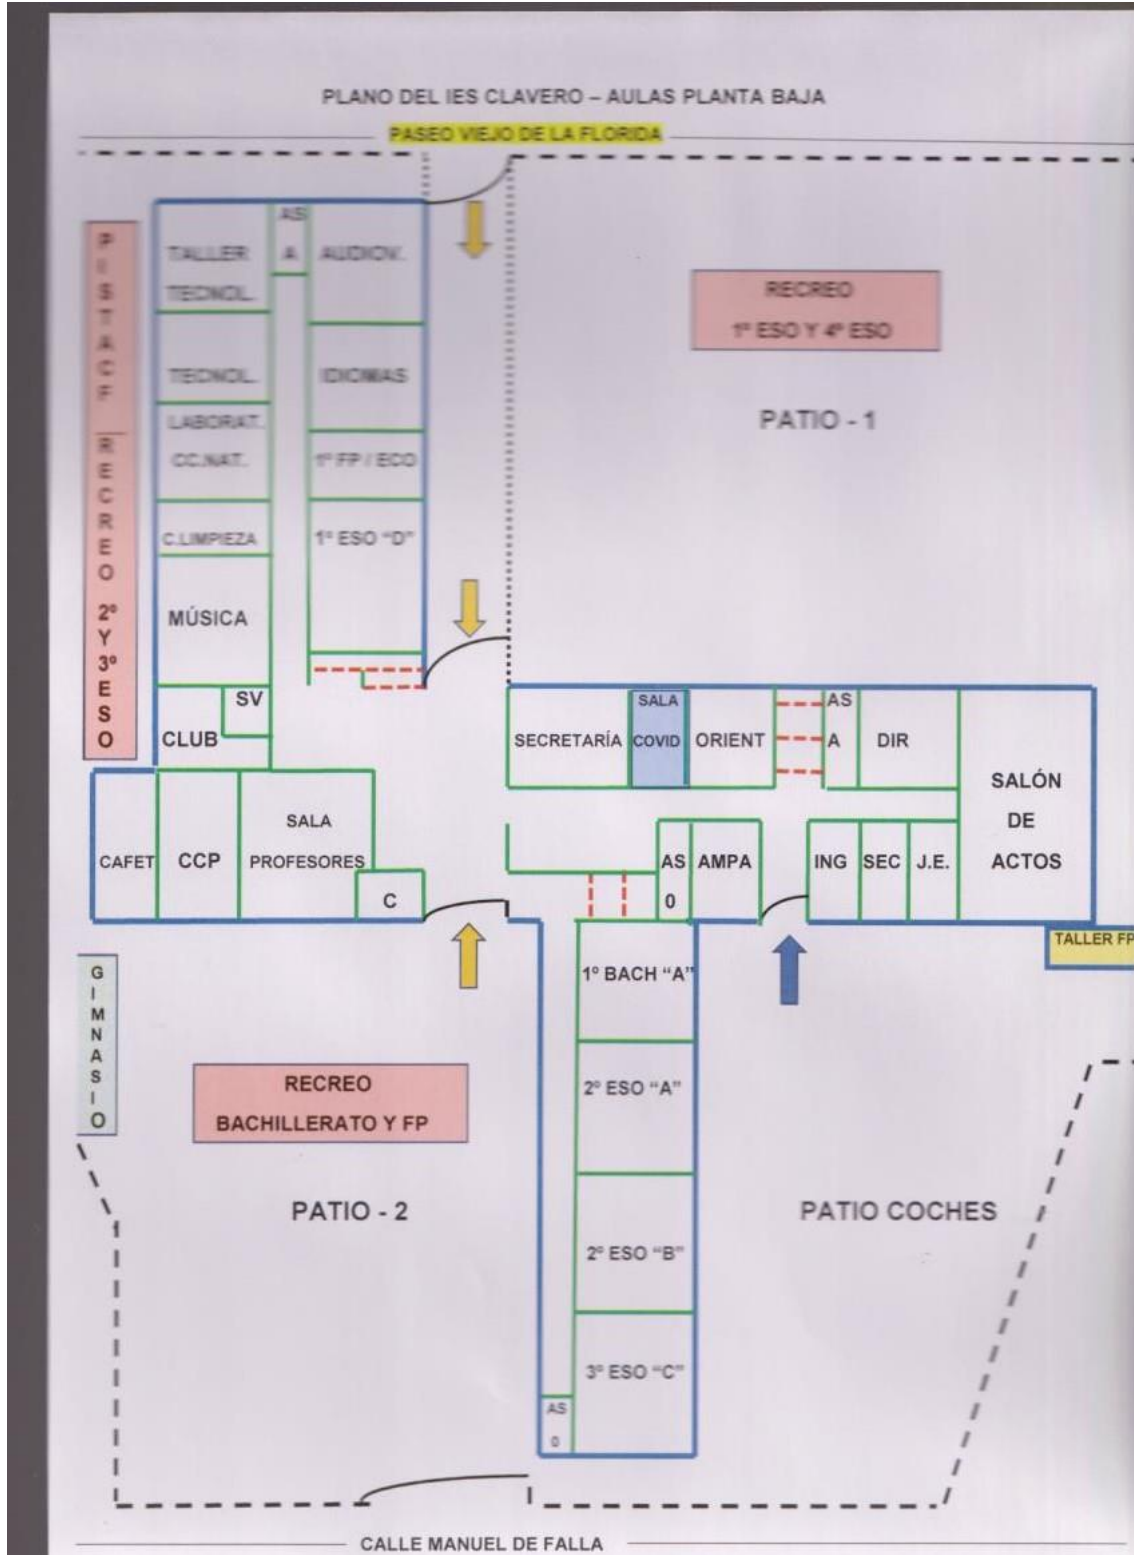 PLANO DEL IES CLAVERO – AULAS PLANTA BAJA
PASEO VIEJO DE LA FLORIDA
PISTA CF RECREO 2º Y 3º ESO
TALLER
TECNOL.
AS
A
AUDIOV.
TECNOL.
IDIOMAS
LABORAT.
CC.NAT.
1º FP / ECO
C.LIMPIEZA
1º ESO “D”
MÚSICA
SV
CLUB
RECREO
1º ESO Y 4º ESO
PATIO - 1
SECRETARÍA
SALA
COVID
ORIENT
AS
A
DIR
SALÓN
DE
ACTOS
CAFET
CCP
SALA
PROFESORES
C
AS
0
AMPA
ING
SEC
J.E.
TALLER FP
GIMNASIO
1º BACH “A”
2º ESO “A”
2º ESO “B”
3º ESO “C”
AS
0
RECREO
BACHILLERATO Y FP
PATIO - 2
PATIO COCHES
CALLE MANUEL DE FALLA